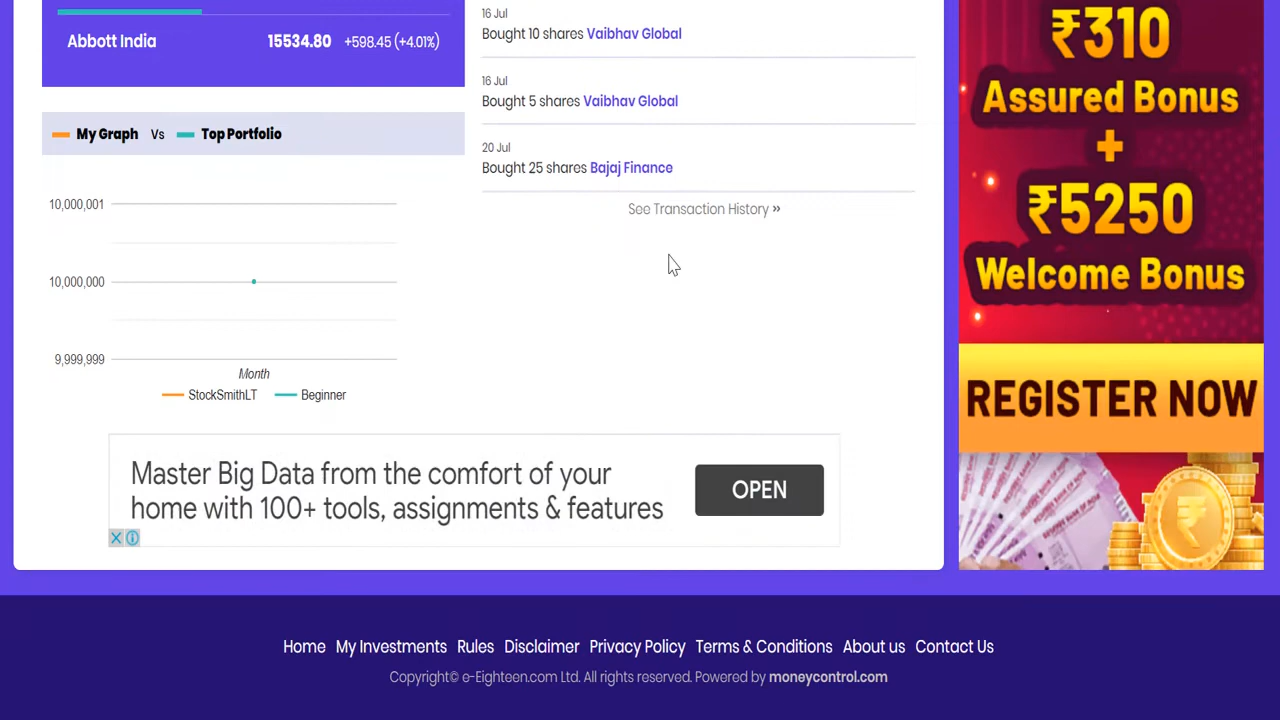 Abbott India 15534.80 +598.45 (+4.01%)
My Graph Vs Top Portfolio
10,000,001
10,000,000
9,999,999
Month
StockSmithLT Beginner
16 Jul
Bought 10 shares Vaibhav Global
16 Jul
Bought 5 shares Vaibhav Global
20 Jul
Bought 25 shares Bajaj Finance
See Transaction History »
Master Big Data from the comfort of your
home with 100+ tools, assignments & features
OPEN
₹310
Assured Bonus
+
₹5250
Welcome Bonus
REGISTER NOW
Home My Investments Rules Disclaimer Privacy Policy Terms & Conditions About us Contact Us
Copyright© e-Eighteen.com Ltd. All rights reserved. Powered by moneycontrol.com